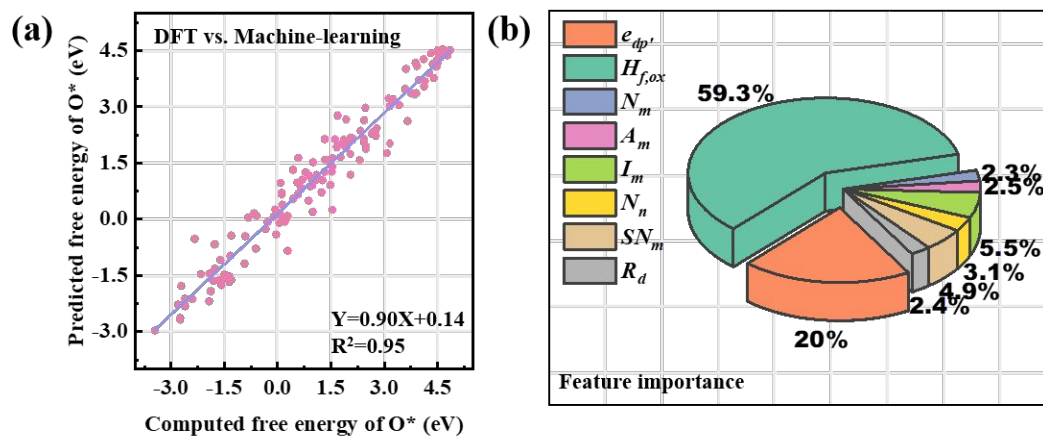 (a)
DFT vs. Machine-learning
Predicted free energy of O* (eV)
4.5
3.0
1.5
0.0
-1.5
-3.0
Y=0.90X+0.14
R²=0.95
-3.0 -1.5 0.0 1.5 3.0 4.5
Computed free energy of O* (eV)
(b)
e_dp'
H_f,ox
N_m
A_m
I_m
N_n
SN_m
R_d
59.3%
2.3%
2.5%
5.5%
3.1%
4.9%
2.4%
20%
Feature importance